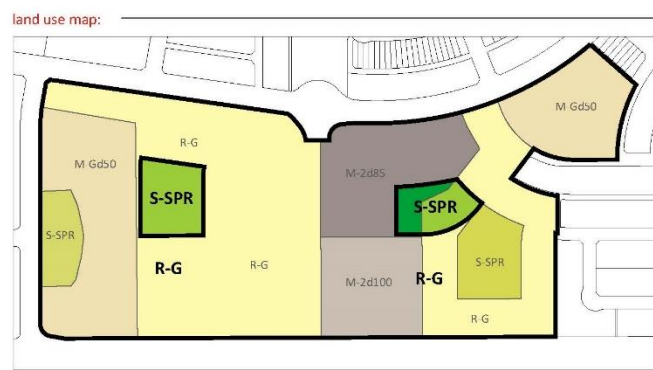 land use map:
M Gd50
R-G
M Gd50
M-2d85
S-SPR
S-SPR
S-SPR
R-G
R-G
S-SPR
M-2d100
R-G
R-G